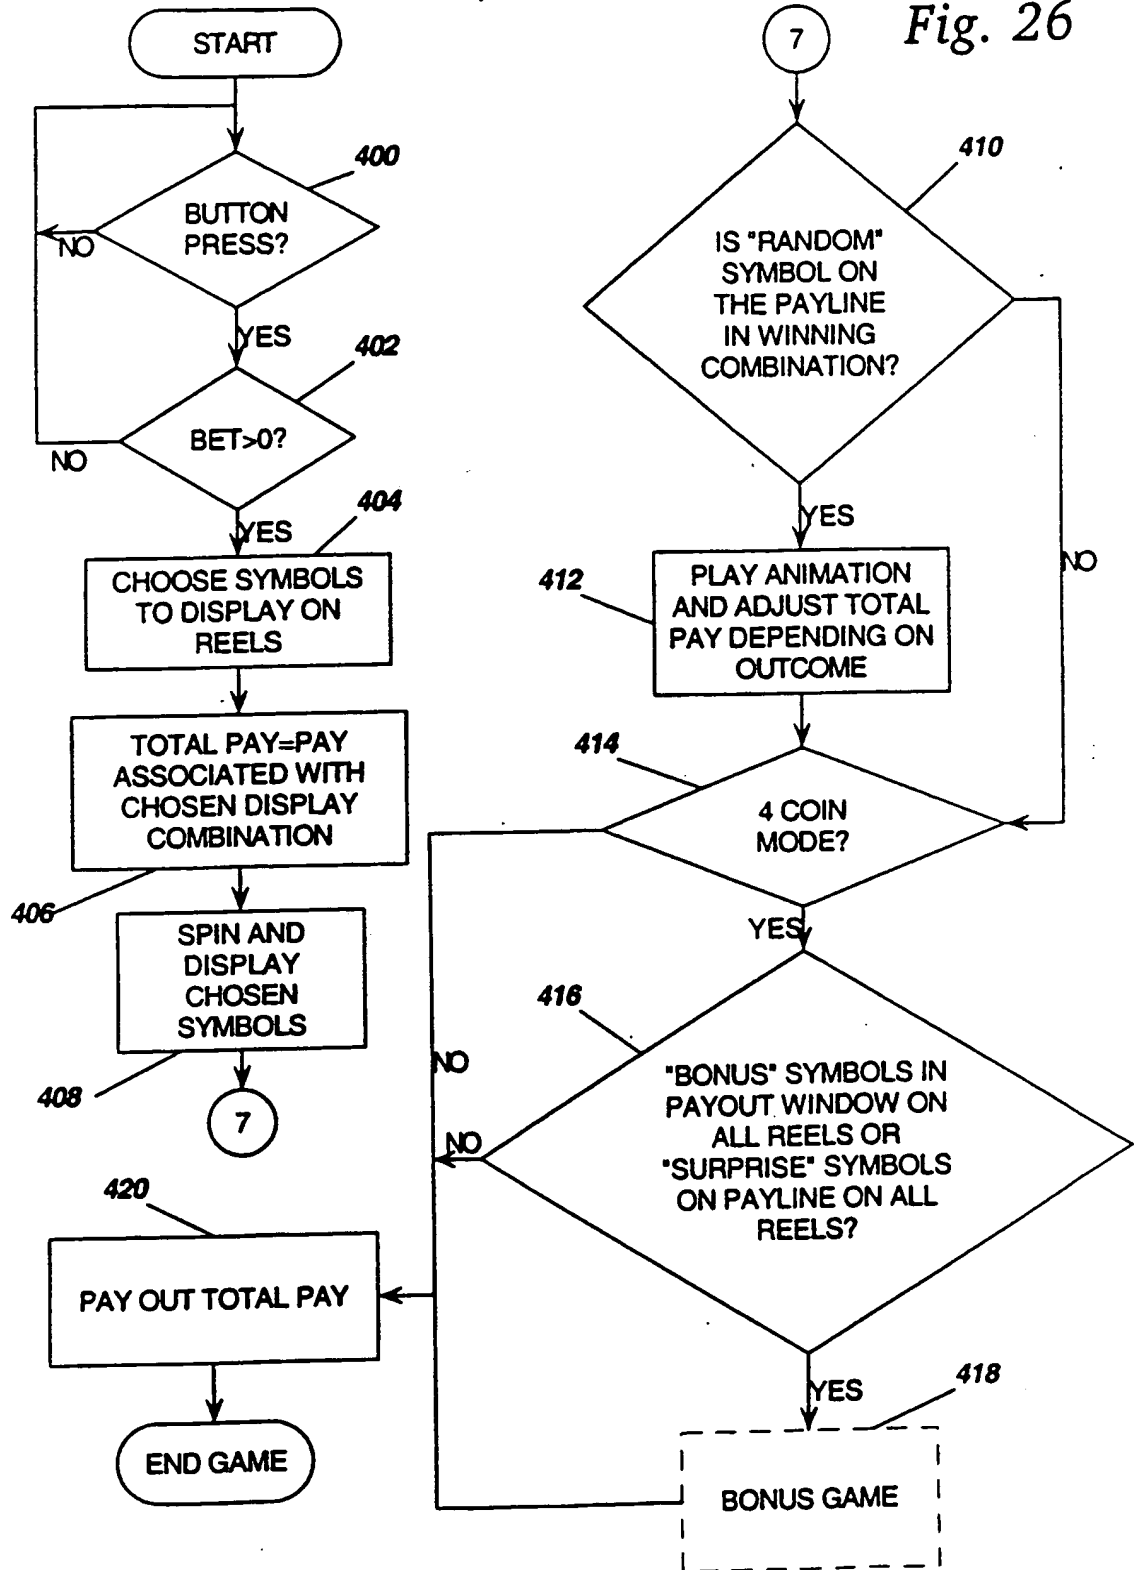 Fig. 26
START
400
BUTTON
PRESS?
NO
YES
402
BET>0?
NO
YES
404
CHOOSE SYMBOLS
TO DISPLAY ON
REELS
TOTAL PAY=PAY
ASSOCIATED WITH
CHOSEN DISPLAY
COMBINATION
406
SPIN AND
DISPLAY
CHOSEN
SYMBOLS
408
7
7
410
IS "RANDOM"
SYMBOL ON
THE PAYLINE
IN WINNING
COMBINATION?
YES
NO
412
PLAY ANIMATION
AND ADJUST TOTAL
PAY DEPENDING ON
OUTCOME
414
4 COIN
MODE?
YES
NO
416
"BONUS" SYMBOLS IN
PAYOUT WINDOW ON
ALL REELS OR
"SURPRISE" SYMBOLS
ON PAYLINE ON ALL
REELS?
NO
YES
418
BONUS GAME
420
PAY OUT TOTAL PAY
END GAME